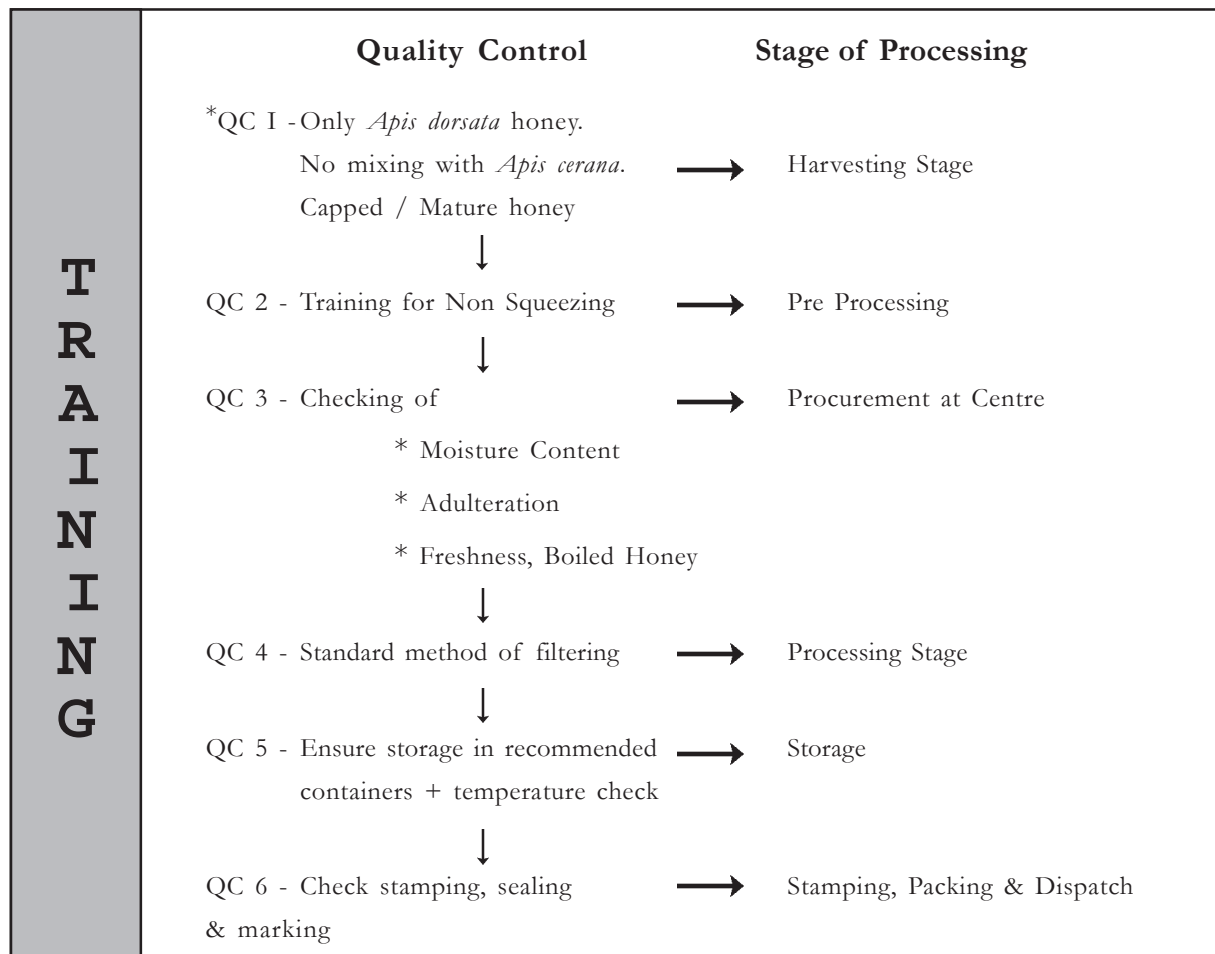 TRAINING
Quality Control Stage of Processing
*QC I - Only Apis dorsata honey.
No mixing with Apis cerana. Harvesting Stage
Capped / Mature honey
QC 2 - Training for Non Squeezing Pre Processing
QC 3 - Checking of Procurement at Centre
* Moisture Content
* Adulteration
* Freshness, Boiled Honey
QC 4 - Standard method of filtering Processing Stage
QC 5 - Ensure storage in recommended Storage
containers + temperature check
QC 6 - Check stamping, sealing Stamping, Packing & Dispatch
& marking